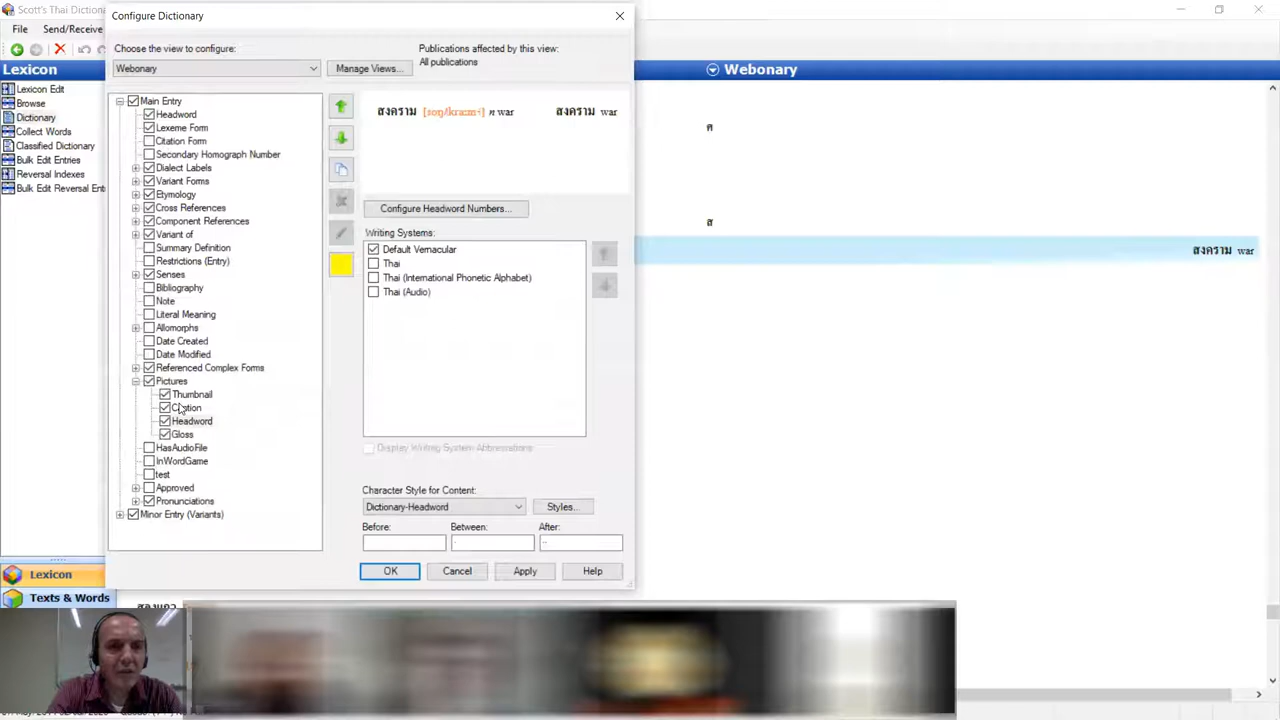 Scott's Thai Dictiona
File Send/Receive
Lexicon
Lexicon Edit
Browse
Dictionary
Collect Words
Classified Dictionary
Bulk Edit Entries
Reversal Indexes
Bulk Edit Reversal Ent
Lexicon
Texts & Words
Configure Dictionary
Choose the view to configure:
Webonary
Manage Views...
Publications affected by this view:
All publications
Main Entry
Headword
Lexeme Form
Citation Form
Secondary Homograph Number
Dialect Labels
Variant Forms
Etymology
Cross References
Component References
Variant of
Summary Definition
Restrictions (Entry)
Senses
Bibliography
Note
Literal Meaning
Allomorphs
Date Created
Date Modified
Referenced Complex Forms
Pictures
Thumbnail
Headword
Gloss
HasAudioFile
InWordGame
test
Approved
Pronunciations
Minor Entry (Variants)
สงคราม n war สงคราม war
Configure Headword Numbers...
Writing Systems:
Default Vernacular
Thai
Thai (International Phonetic Alphabet)
Thai (Audio)
Display Writing System Abbreviations
Character Style for Content:
Dictionary-Headword
Styles...
Before: Between: After:
OK Cancel Apply Help
Webonary
ศ
ส
สงคราม war